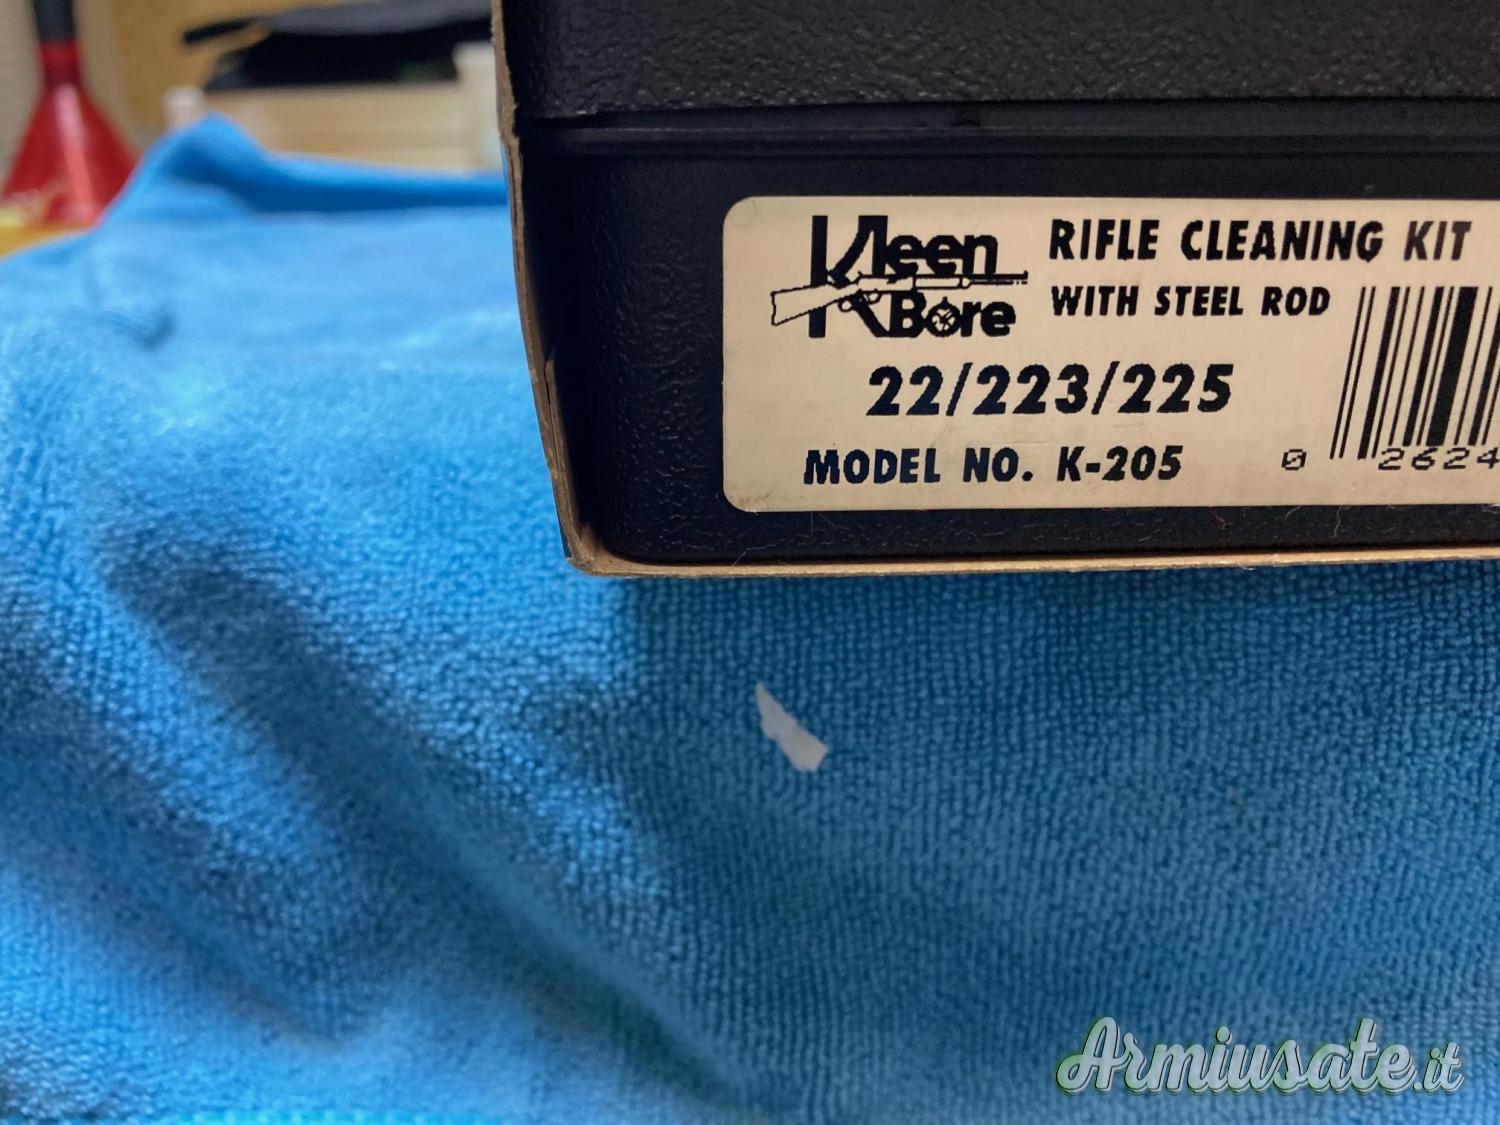 Kleen
Bore
RIFLE CLEANING KIT
WITH STEEL ROD
22/223/225
MODEL NO. K-205
0 2624
Armiusate.it